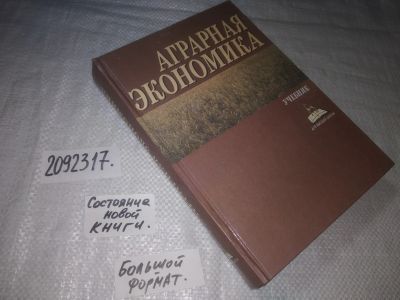 АГРАРНАЯ
ЭКОНОМИКА
УЧЕБНИК
2092317.
Состояние
новой
книги.
Большой
формат.